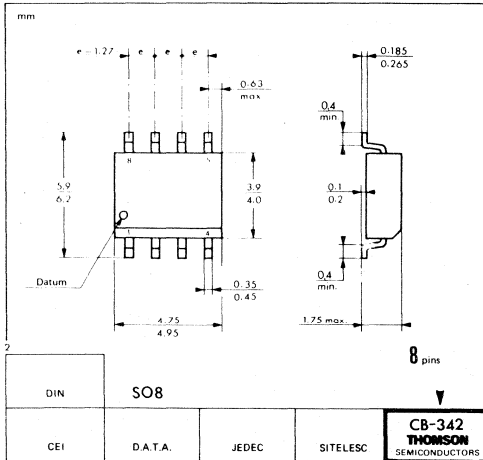 mm
e = 1.27 e e e
0.185
0.265
0.63
max
0,4
min
8 5
5.9
6.2
3.9
4.0
0.1
0.2
1 4
Datum
0.35
0.45
0,4
min.
4.75
4.95
1.75 max.
2
8 pins
DIN SO8
CEI D.A.T.A. JEDEC SITELESC
CB-342
THOMSON
SEMICONDUCTORS